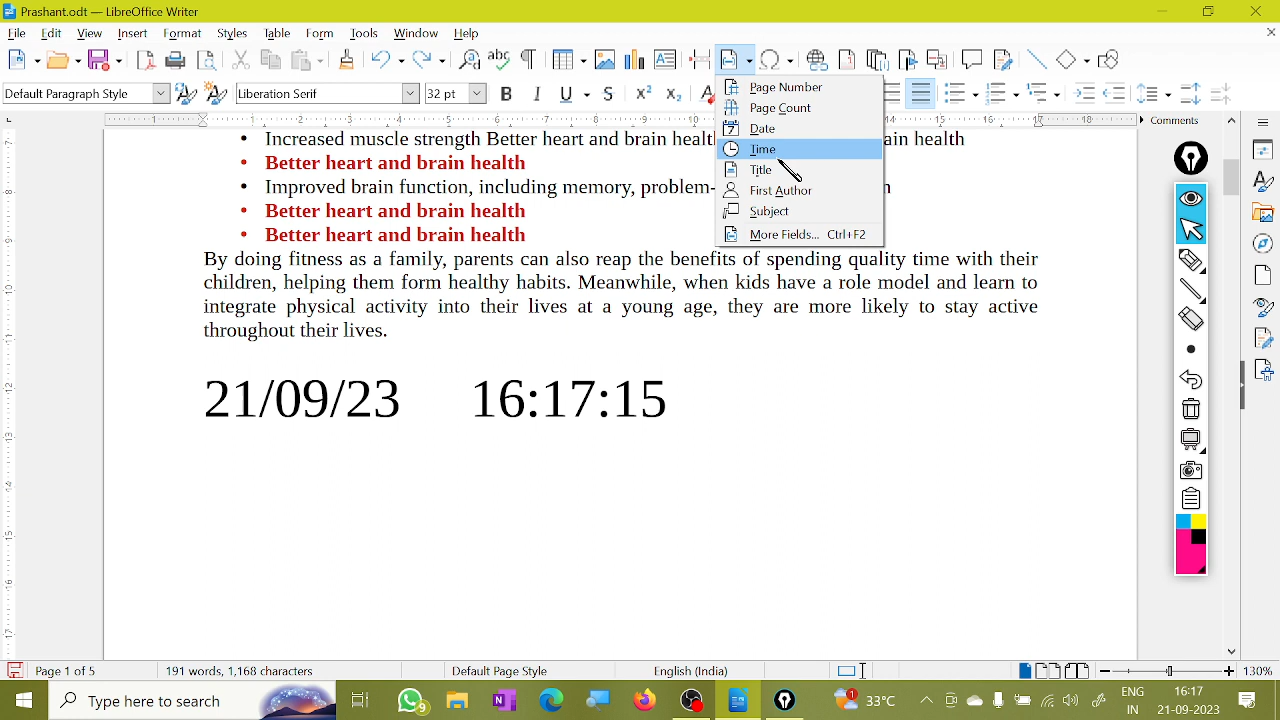 Prashant.odt — LibreOffice Writer
File Edit View Insert Format Tools Styles Table Form Tools Window Help
Default Paragraph Style Liberation Serif 32 pt
Page Number
Page Count
Date
Time
Title
First Author
Subject
More Fields... Ctrl+F2
Comments
• Increased muscle strength Better heart and brain healt ain health
• Better heart and brain health
• Improved brain function, including memory, problem-
• Better heart and brain health
• Better heart and brain health
By doing fitness as a family, parents can also reap the benefits of spending quality time with their
children, helping them form healthy habits. Meanwhile, when kids have a role model and learn to
integrate physical activity into their lives at a young age, they are more likely to stay active
throughout their lives.
21/09/23 16:17:15
Page 1 of 5 191 words, 1,168 characters Default Page Style English (India) 130%
Type here to search 33°C ENG 16:17
IN 21-09-2023